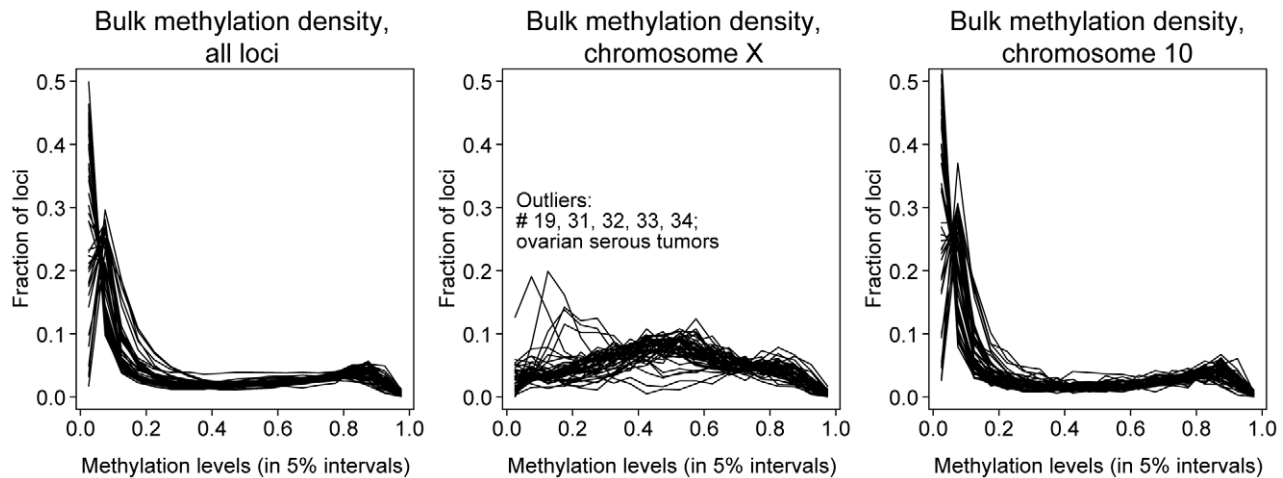 Bulk methylation density,
all loci
0.5
0.4
0.3
0.2
0.1
0.0
Fraction of loci
0.0 0.2 0.4 0.6 0.8 1.0
Methylation levels (in 5% intervals)
Bulk methylation density,
chromosome X
0.5
0.4
0.3
0.2
0.1
0.0
Fraction of loci
Outliers:
# 19, 31, 32, 33, 34;
ovarian serous tumors
0.0 0.2 0.4 0.6 0.8 1.0
Methylation levels (in 5% intervals)
Bulk methylation density,
chromosome 10
0.5
0.4
0.3
0.2
0.1
0.0
Fraction of loci
0.0 0.2 0.4 0.6 0.8 1.0
Methylation levels (in 5% intervals)